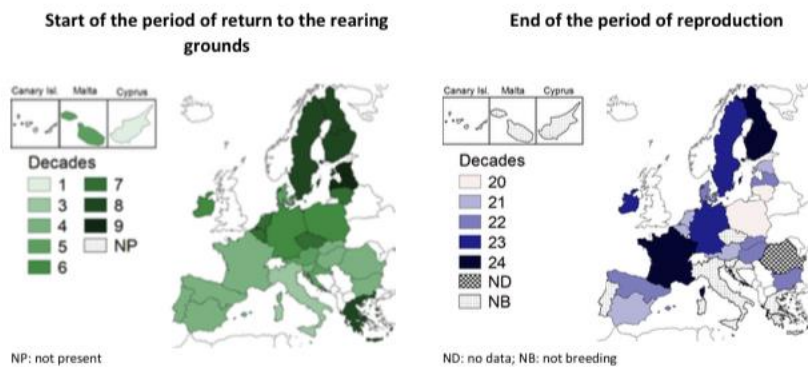 Start of the period of return to the rearing
grounds
Canary Isl. Malta Cyprus
Decades
1 7
3 8
4 9
5 NP
6
NP: not present
End of the period of reproduction
Canary Isl. Malta Cyprus
Decades
20
21
22
23
24
ND
NB
ND: no data; NB: not breeding